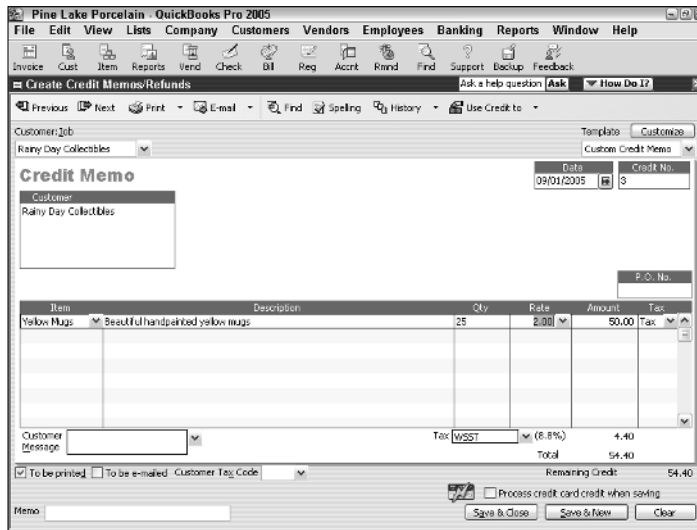 Pine Lake Porcelain - QuickBooks Pro 2005
File Edit View Lists Company Customers Vendors Employees Banking Reports Window Help
Invoice Cust Item Reports Vend Check Bill Reg Accnt Rmnd Find Support Backup Feedback
Create Credit Memos/Refunds Ask a help question Ask How Do I?
Previous Next Print E-mail Find Spelling History Use Credit to
Customer:Job Template Customize
Rainy Day Collectibles Custom Credit Memo
Credit Memo Date Credit No.
09/01/2005 3
Customer
Rainy Day Collectibles
P.O. No.
Item Description Qty Rate Amount Tax
Yellow Mugs Beautiful handpainted yellow mugs 25 2.00 50.00 Tax
Customer Message Tax WSST (8.8%) 4.40
Total 54.40
To be printed To be e-mailed Customer Tax Code Remaining Credit 54.40
Process credit card credit when saving
Memo Save & Close Save & New Clear